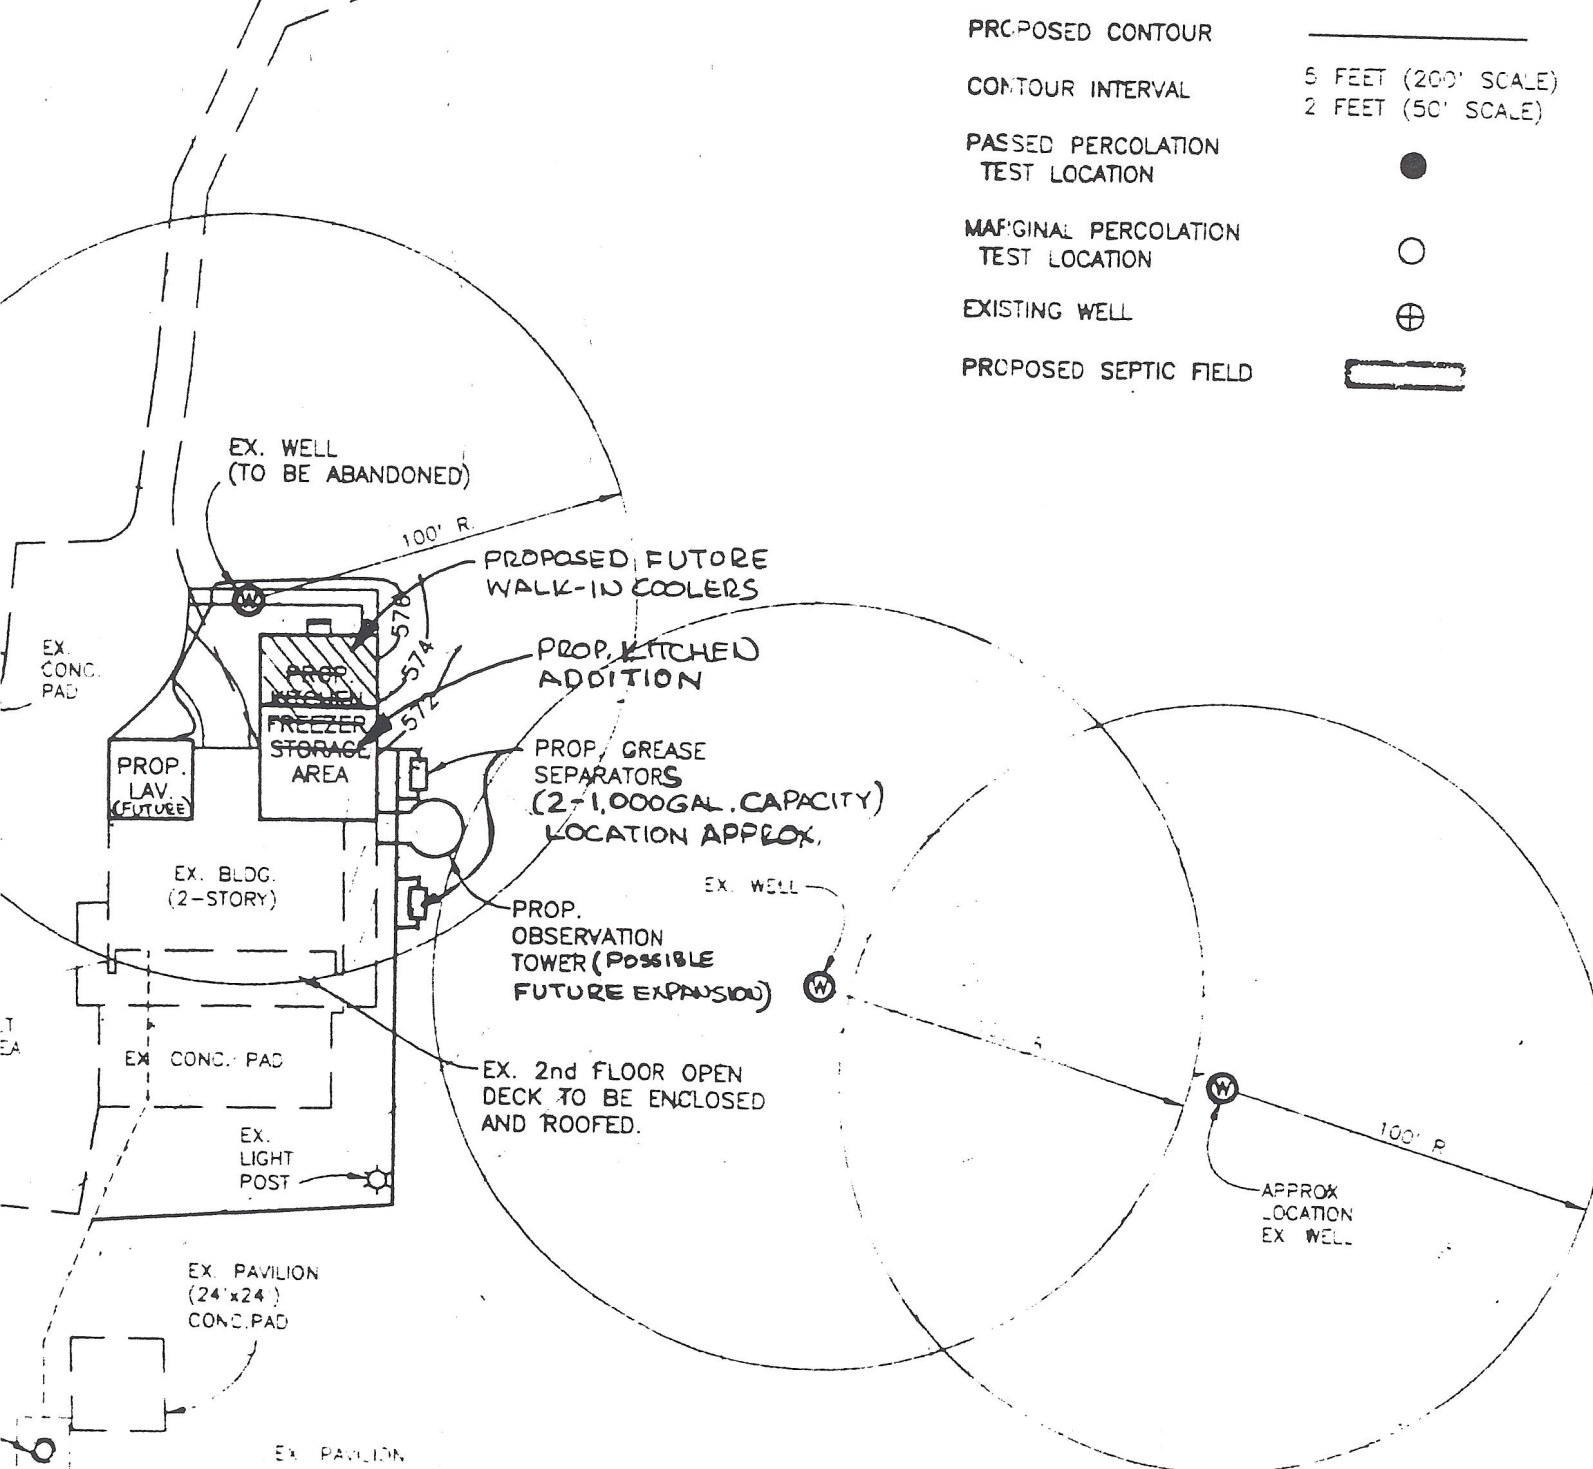 PROPOSED CONTOUR
CONTOUR INTERVAL
5 FEET (200' SCALE)
2 FEET (50' SCALE)
PASSED PERCOLATION
TEST LOCATION
MARGINAL PERCOLATION
TEST LOCATION
EXISTING WELL
PROPOSED SEPTIC FIELD
EX. WELL
(TO BE ABANDONED)
100' R.
PROPOSED FUTURE
WALK-IN COOLERS
W
576
574
572
EX.
CONC.
PAD
PROP.
KITCHEN
FREEZER
STORAGE
AREA
PROP. KITCHEN
ADDITION
PROP.
LAV.
(FUTURE)
PROP. GREASE
SEPARATORS
(2-1,000GAL. CAPACITY)
LOCATION APPROX.
EX. BLDG.
(2-STORY)
EX. WELL
W
PROP.
OBSERVATION
TOWER (POSSIBLE
FUTURE EXPANSION)
EX. CONC. PAD
EX. 2nd FLOOR OPEN
DECK TO BE ENCLOSED
AND ROOFED.
W
100' R
EX.
LIGHT
POST
APPROX
LOCATION
EX WELL
EX. PAVILION
(24'x24')
CONC.PAD
EX. PAVILION